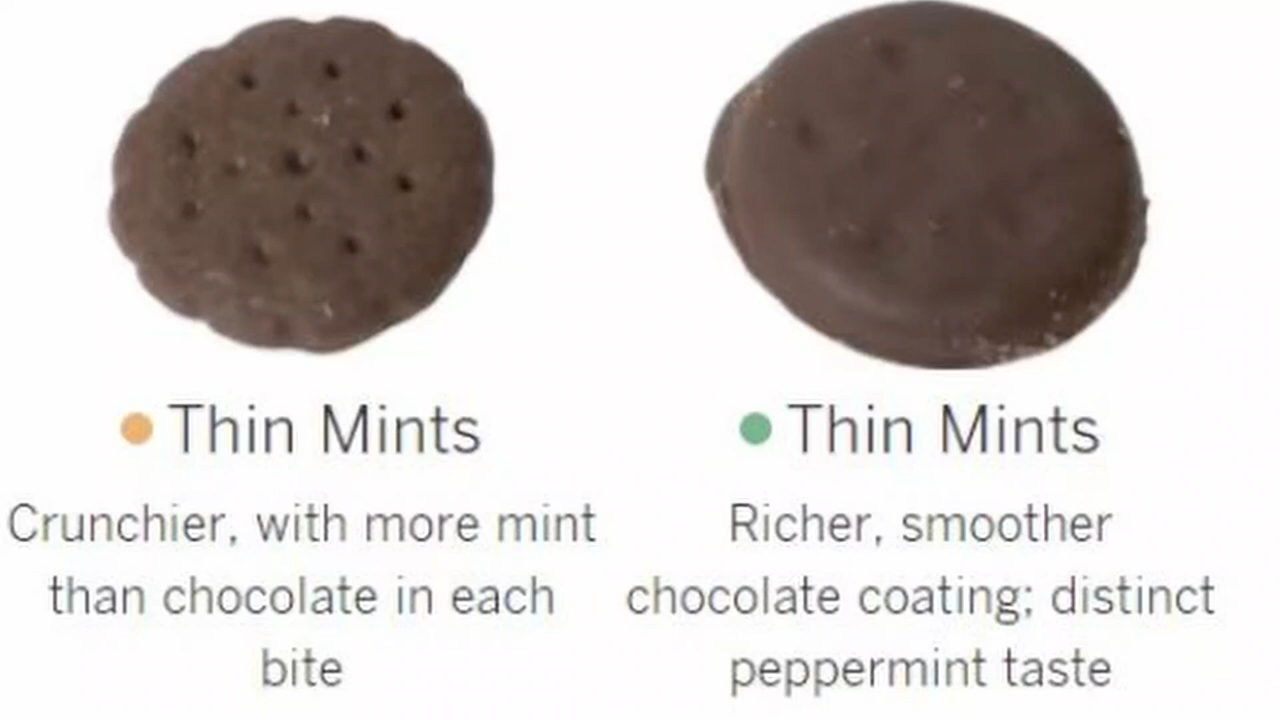 Thin Mints
Crunchier, with more mint
than chocolate in each
bite
Thin Mints
Richer, smoother
chocolate coating; distinct
peppermint taste